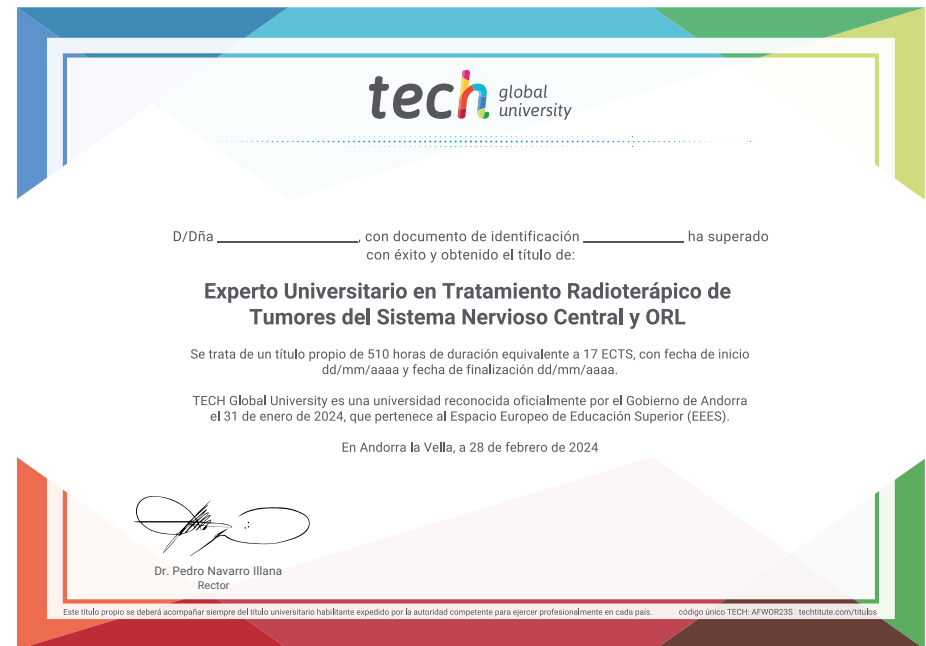 tech global university
D/Dña ____________________, con documento de identificación ______________ ha superado
con éxito y obtenido el título de:
Experto Universitario en Tratamiento Radioterápico de
Tumores del Sistema Nervioso Central y ORL
Se trata de un título propio de 510 horas de duración equivalente a 17 ECTS, con fecha de inicio
dd/mm/aaaa y fecha de finalización dd/mm/aaaa.
TECH Global University es una universidad reconocida oficialmente por el Gobierno de Andorra
el 31 de enero de 2024, que pertenece al Espacio Europeo de Educación Superior (EEES).
En Andorra la Vella, a 28 de febrero de 2024
Dr. Pedro Navarro Illana
Rector
Este título propio se deberá acompañar siempre del título universitario habilitante expedido por la autoridad competente para ejercer profesionalmente en cada país. código único TECH: AFWOR23S techtitute.com/titulos